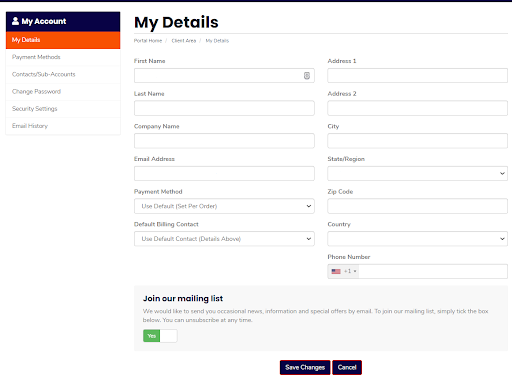 My Account
My Details
Payment Methods
Contacts/Sub-Accounts
Change Password
Security Settings
Email History
My Details
Portal Home / Client Area / My Details
First Name
Last Name
Company Name
Email Address
Payment Method
Use Default (Set Per Order)
Default Billing Contact
Use Default Contact (Details Above)
Address 1
Address 2
City
State/Region
Zip Code
Country
Phone Number
+1
Join our mailing list
We would like to send you occasional news, information and special offers by email. To join our mailing list, simply tick the box
below. You can unsubscribe at any time.
Yes
Save Changes Cancel